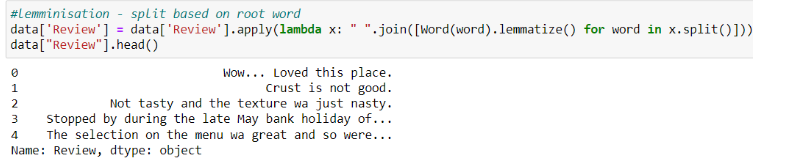 #Lemminisation - split based on root word
data['Review'] = data['Review'].apply(lambda x: " ".join([Word(word).lemmatize() for word in x.split()]))
data["Review"].head()
0 Wow... Loved this place.
1 Crust is not good.
2 Not tasty and the texture wa just nasty.
3 Stopped by during the late May bank holiday of...
4 The selection on the menu wa great and so were...
Name: Review, dtype: object